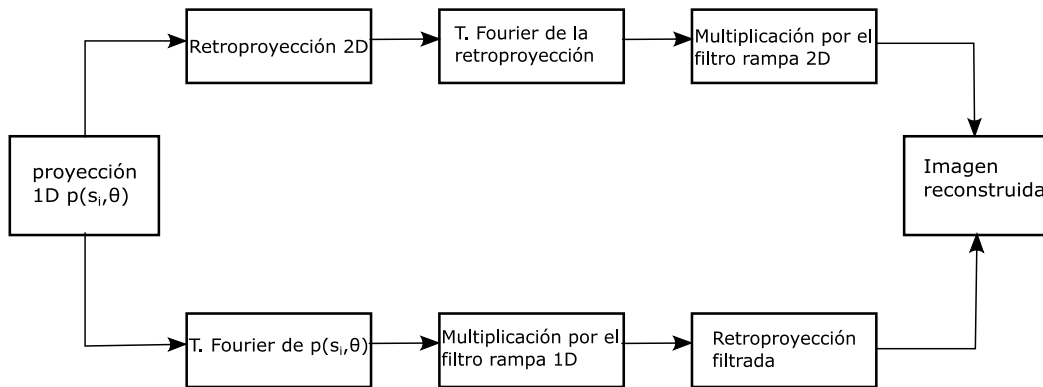 Retroproyección 2D
T. Fourier de la
retroproyección
Multiplicación por el
filtro rampa 2D
proyección
1D p(sᵢ,θ)
Imagen
reconstruida
T. Fourier de p(sᵢ,θ)
Multiplicación por el
filtro rampa 1D
Retroproyección
filtrada